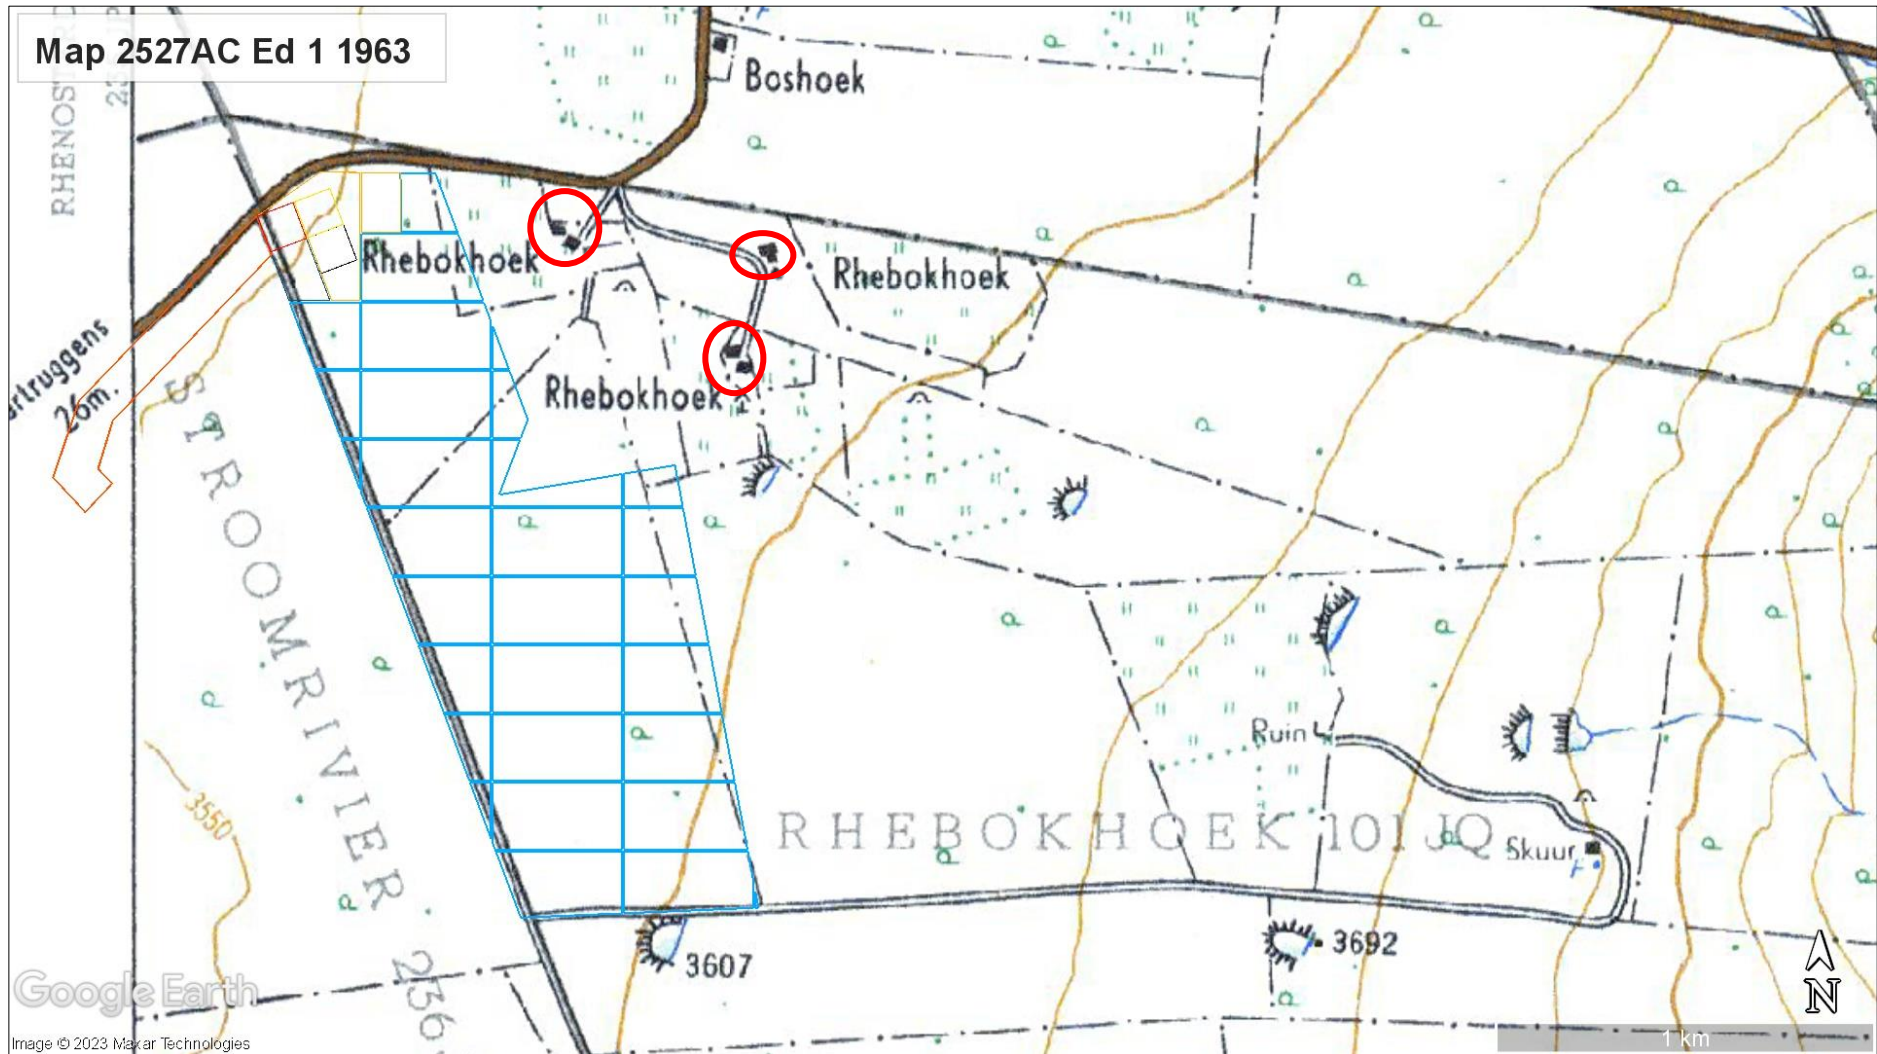 Map 2527AC Ed 1 1963
Boshoek
Rhebokhoek
Rhebokhoek
Rhebokhoek
26m.
STROOMRIVIER 236
3550
Ruin
RHEBOKHOEK 101 JQ
Skuur
3607
3692
N
Google Earth
Image © 2023 Maxar Technologies
1 km